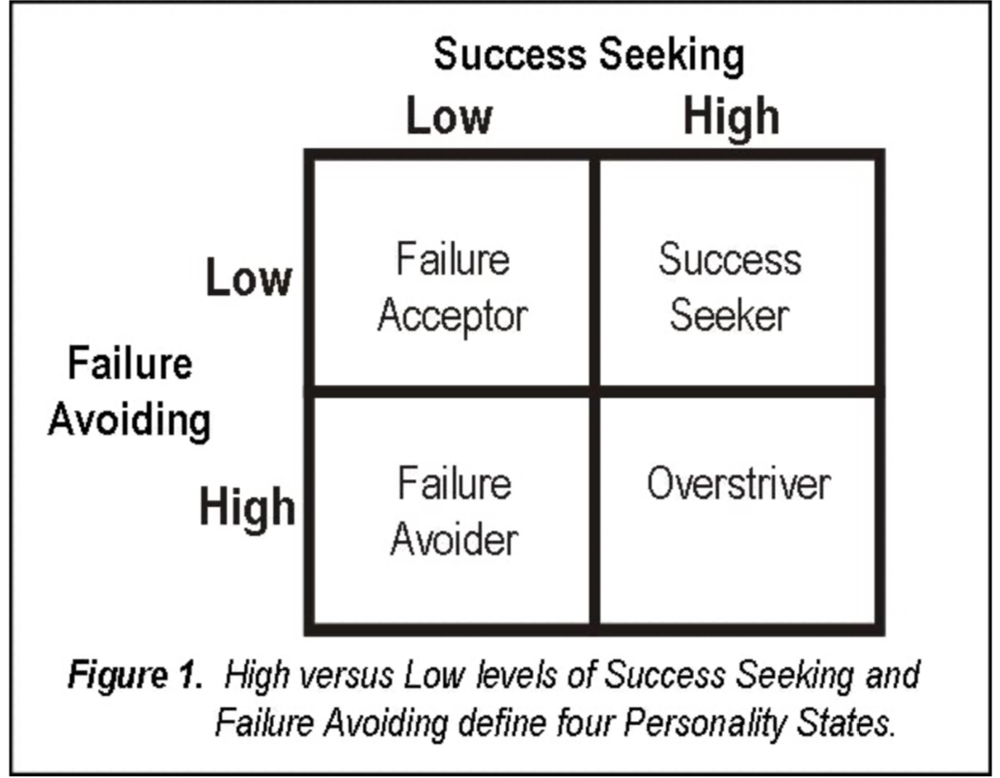 Success Seeking
Low High
Failure Success
Low
Acceptor Seeker
Failure
Avoiding
Failure Overstriver
High
Avoider
Figure 1. High versus Low levels of Success Seeking and
Failure Avoiding define four Personality States.